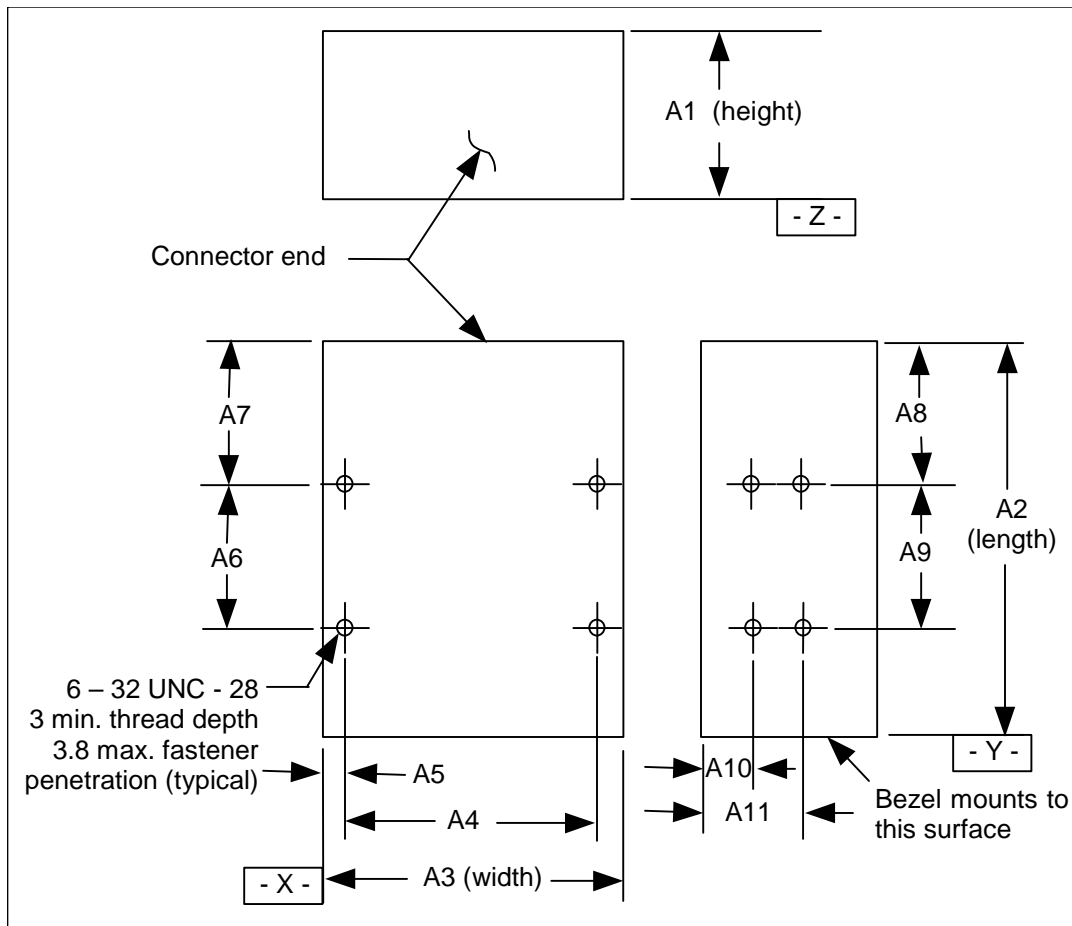 A1 (height)
- Z -
Connector end
A7
A8
A6
A9
A2
(length)
6 – 32 UNC - 28
3 min. thread depth
3.8 max. fastener
penetration (typical)
A5
A10
- Y -
A4
A11
Bezel mounts to
this surface
- X -
A3 (width)